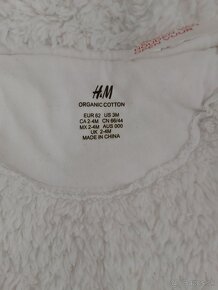 H&M
ORGANIC COTTON
EUR 62 US 3M
CA 2-4M CN 66/44
MX 2-4M AUS 000
UK 2-4M
MADE IN CHINA